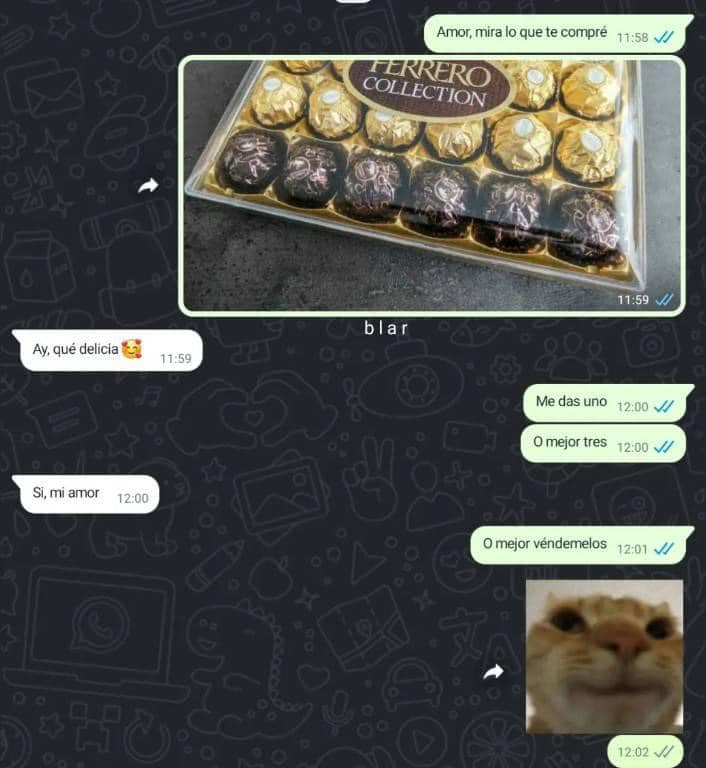 Amor, mira lo que te compré 11:58
FERRERO
COLLECTION
11:59
blar
Ay, qué delicia🥰 11:59
Me das uno 12:00
O mejor tres 12:00
Si, mi amor 12:00
O mejor véndemelos 12:01
12:02